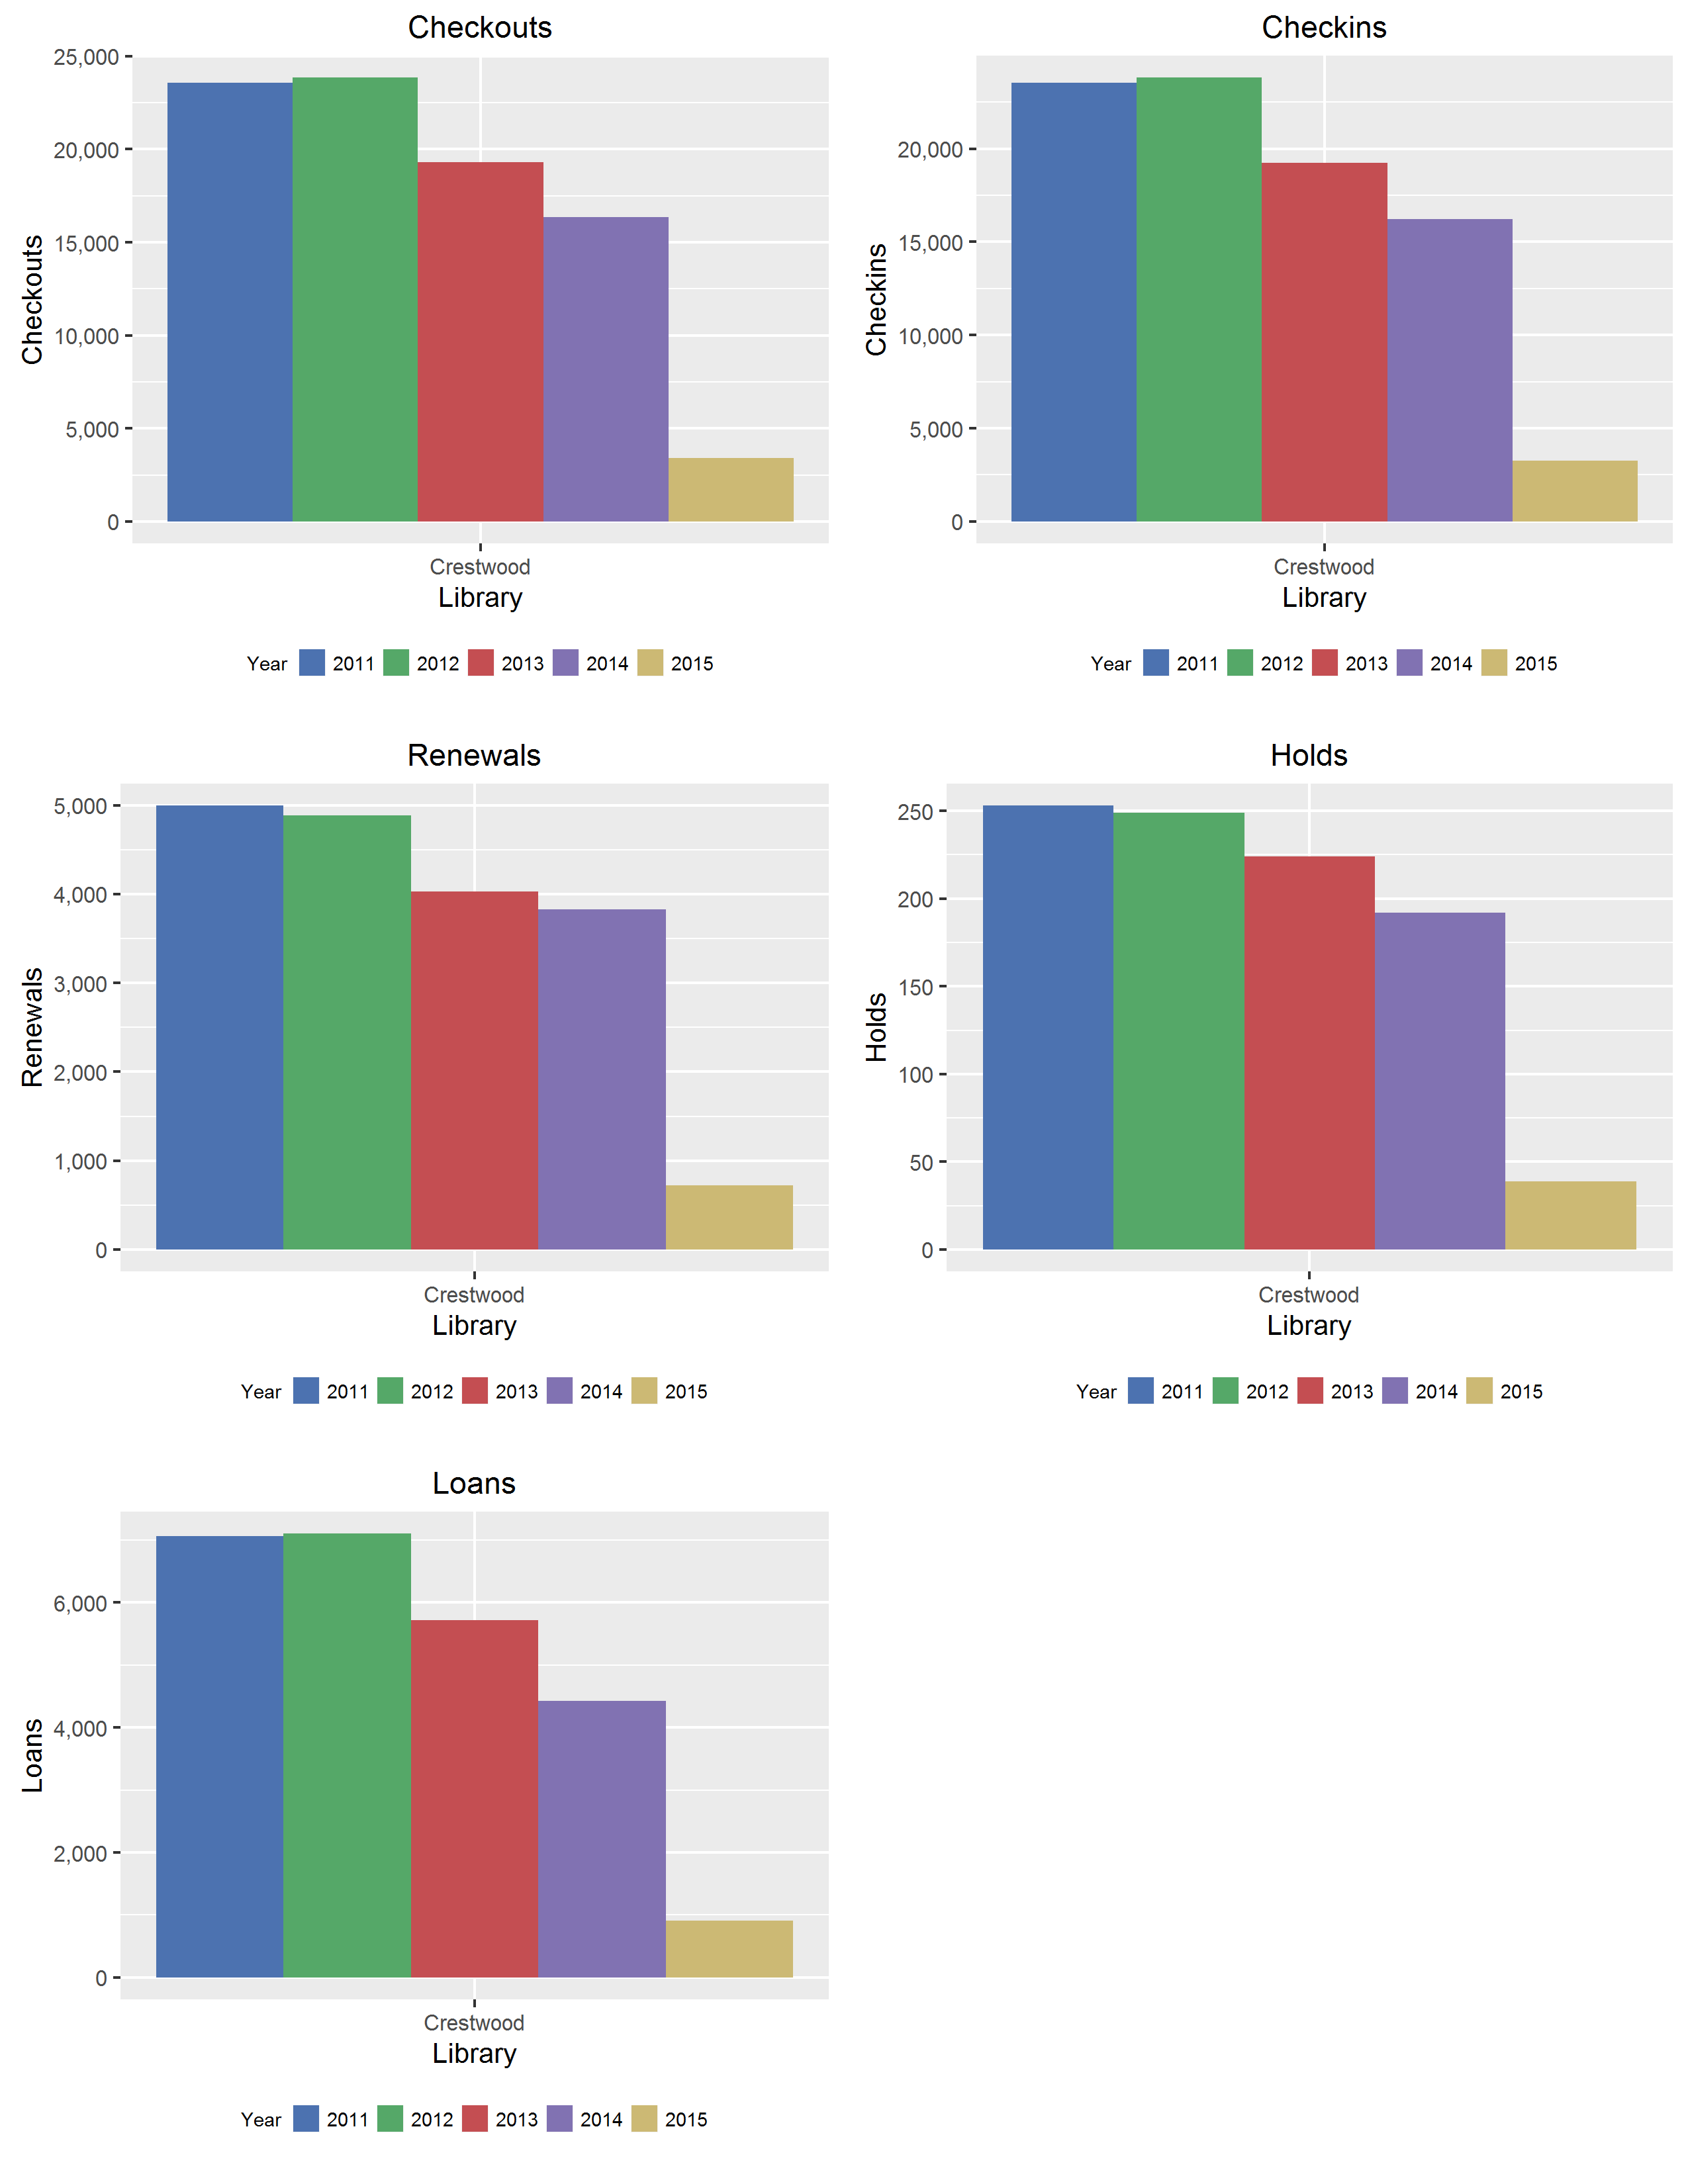 Checkouts
25,000
20,000
15,000
10,000
5,000
0
Checkouts
Crestwood
Library
Year 2011 2012 2013 2014 2015
Checkins
20,000
15,000
10,000
5,000
0
Checkins
Crestwood
Library
Year 2011 2012 2013 2014 2015
Renewals
5,000
4,000
3,000
2,000
1,000
0
Renewals
Crestwood
Library
Year 2011 2012 2013 2014 2015
Holds
250
200
150
100
50
0
Holds
Crestwood
Library
Year 2011 2012 2013 2014 2015
Loans
6,000
4,000
2,000
0
Loans
Crestwood
Library
Year 2011 2012 2013 2014 2015